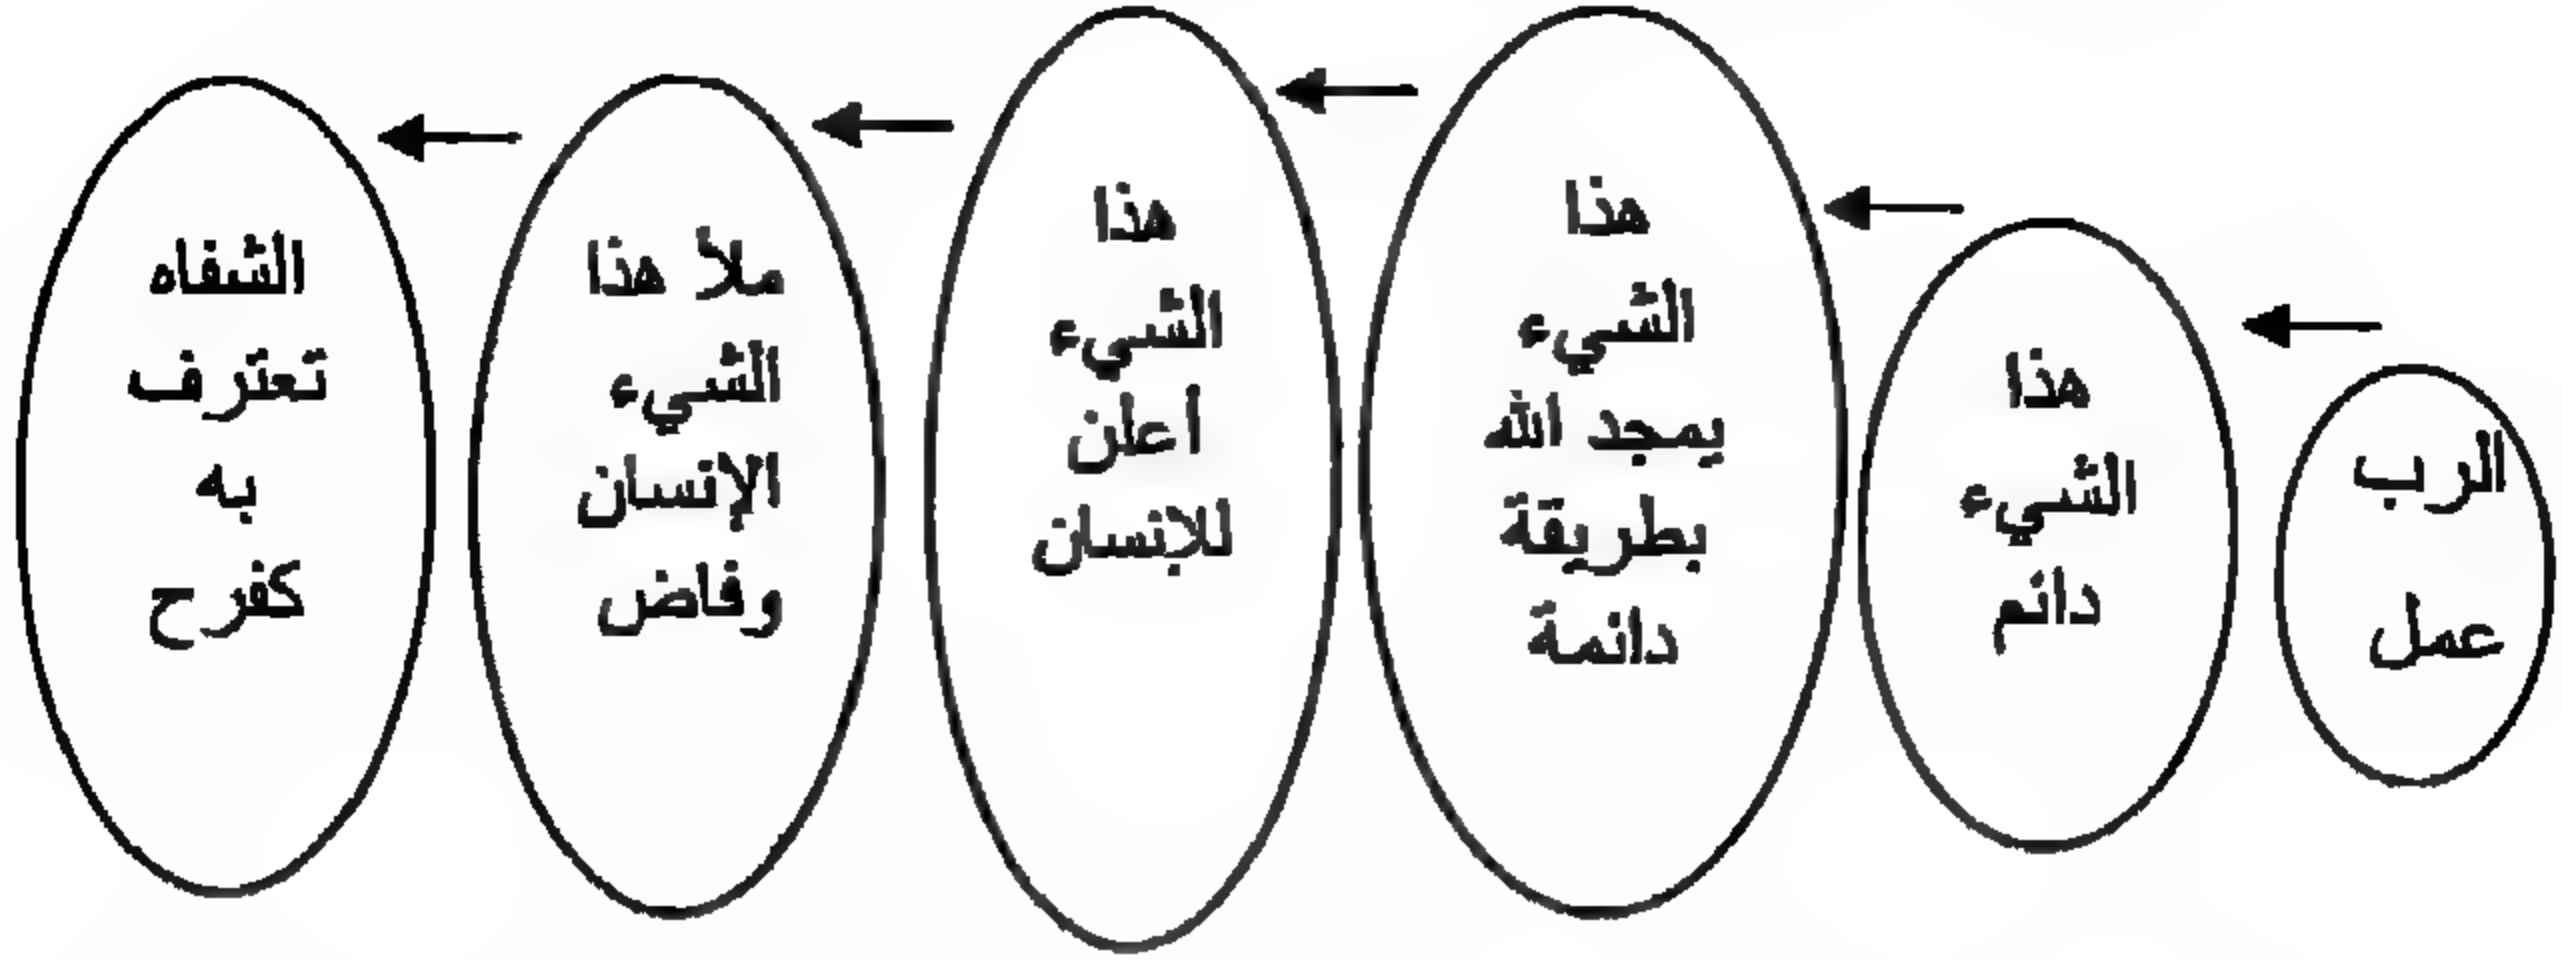 الرب
عمل
هذا
الشيء
دائم
هذا
الشيء
يمجد الله
بطريقة
دائمة
هذا
الشيء
أعلن
للإنسان
ملأ هذا
الشيء
الإنسان
وفاض
الشفاه
تعترف
به
كفرح